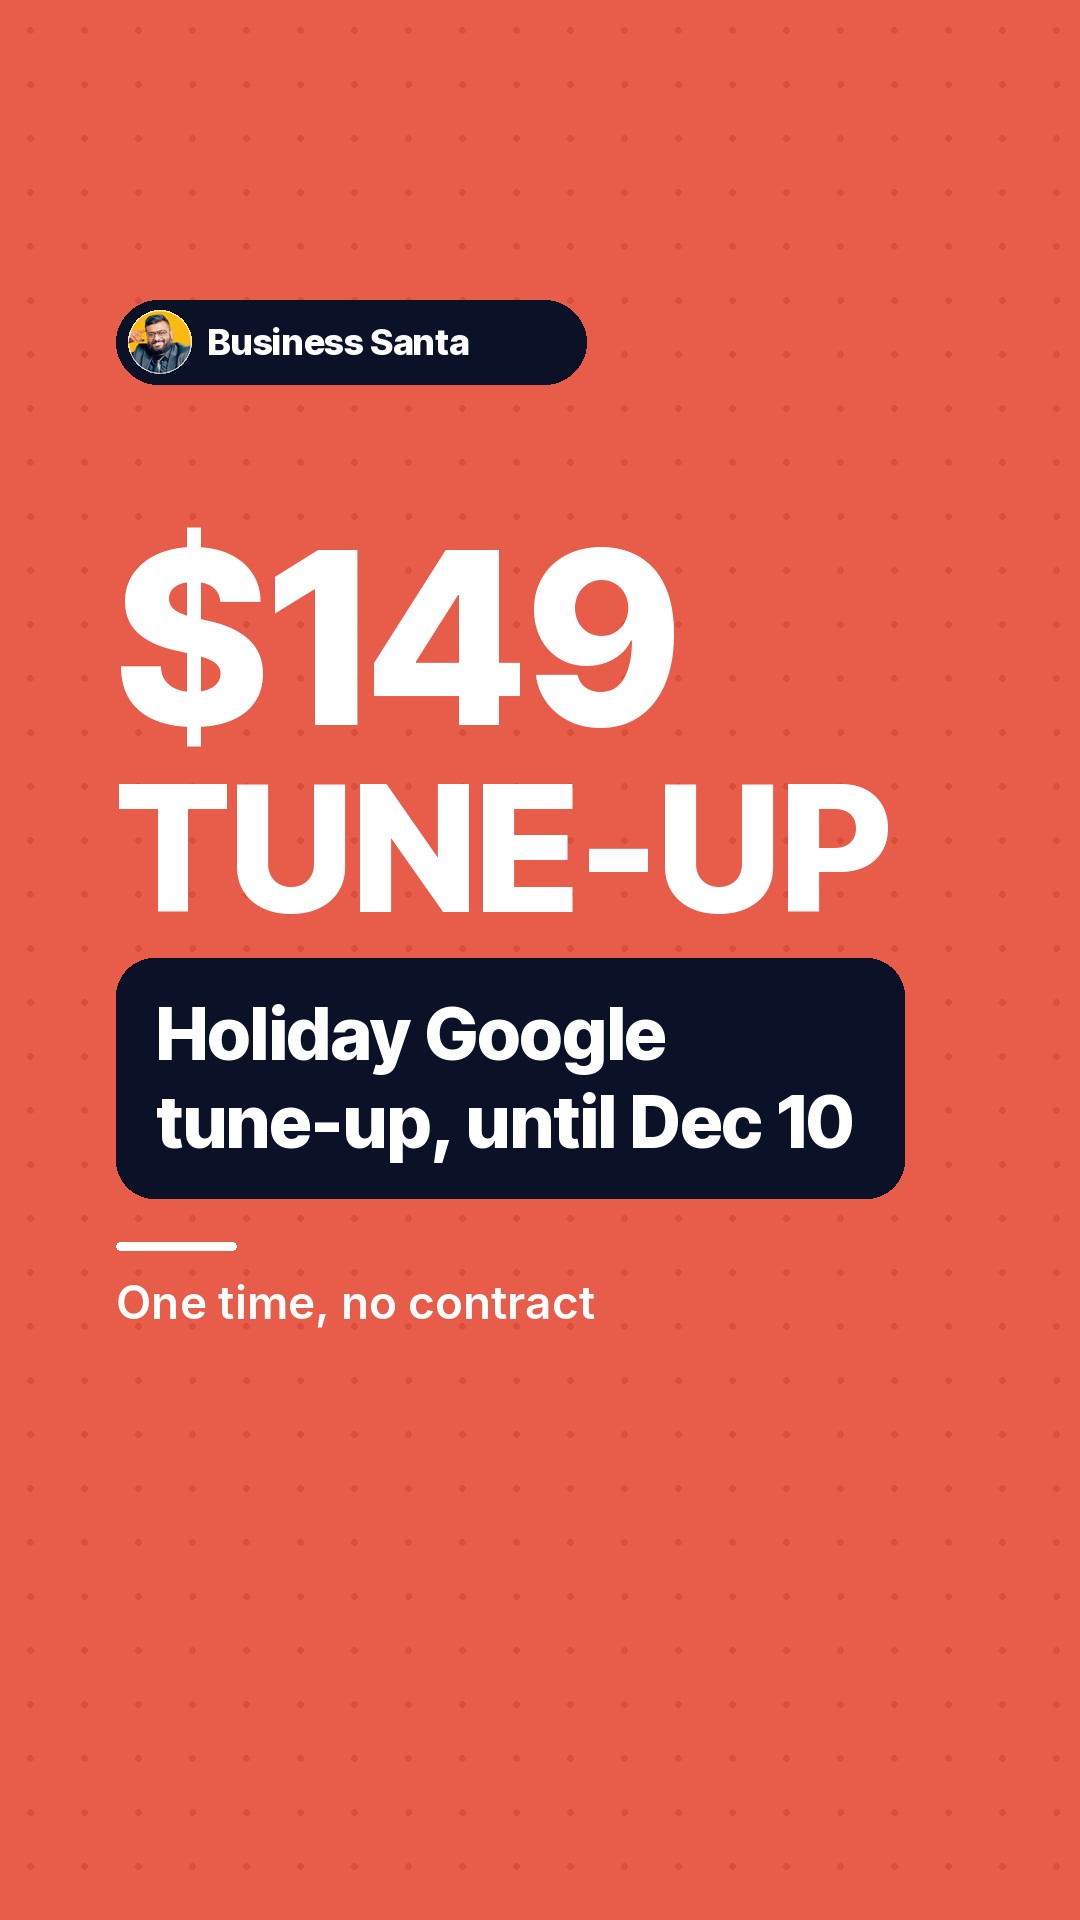 Business Santa
$149
TUNE-UP
Holiday Google
tune-up, until Dec 10
One time, no contract